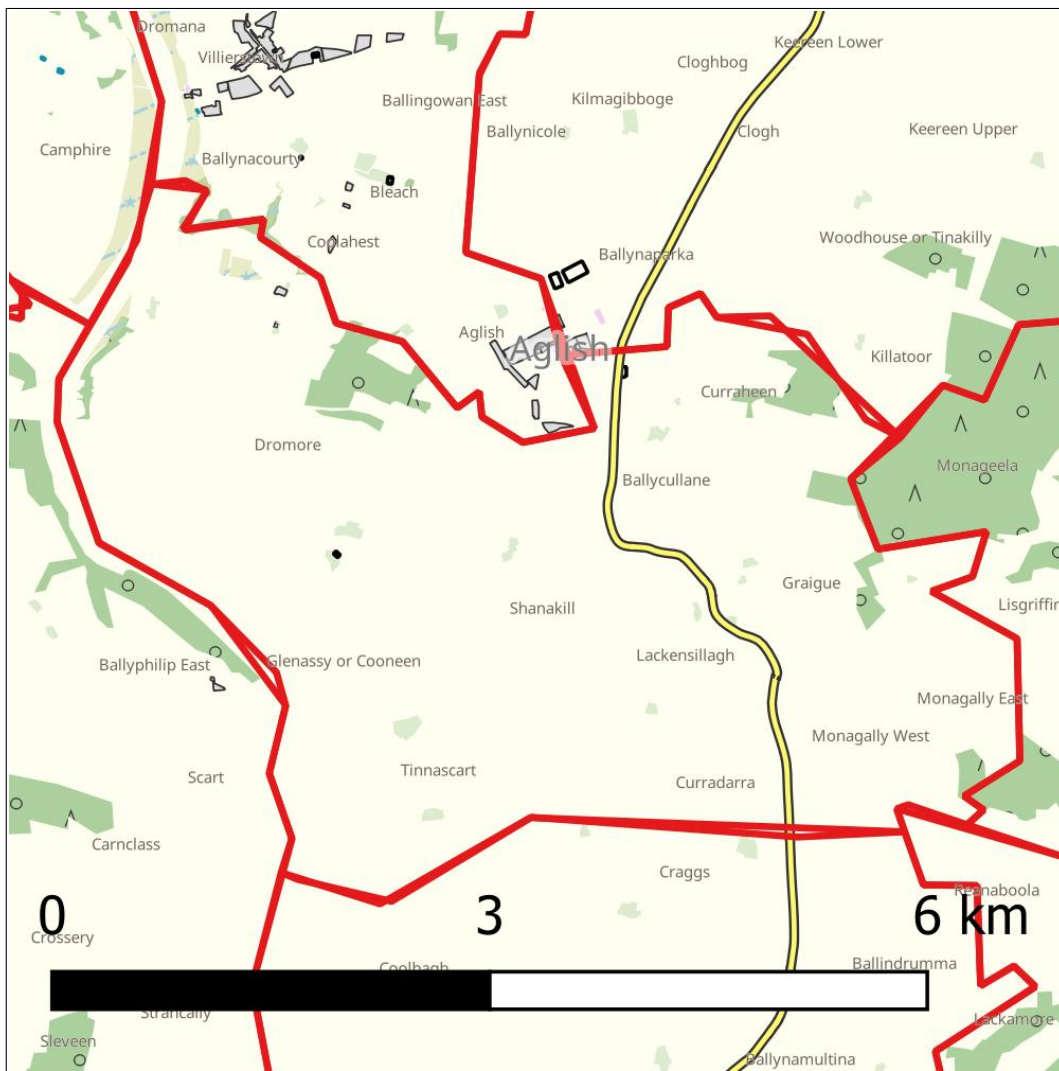 Dromana
Keereen Lower
Villierstown
Cloghbog
Ballingowan East
Kilmagibboge
Ballynicole
Clogh
Keereen Upper
Camphire
Ballynacourty
Bleach
Coolahest
Woodhouse or Tinakilly
Ballynaparka
Aglish
Aglish
Killatoor
Curraheen
Dromore
Monageela
Ballycullane
Graigue
Shanakill
Lisgriffin
Lackensillagh
Ballyphilip East
Glenassy or Cooneen
Monagally East
Monagally West
Tinnascart
Scart
Curradarra
Carnclass
Craggs
Reanaboola
0 3 6 km
Crossery
Coolbagh
Ballindrumma
Strancally
Lackamore
Sleveen
Ballynamultina